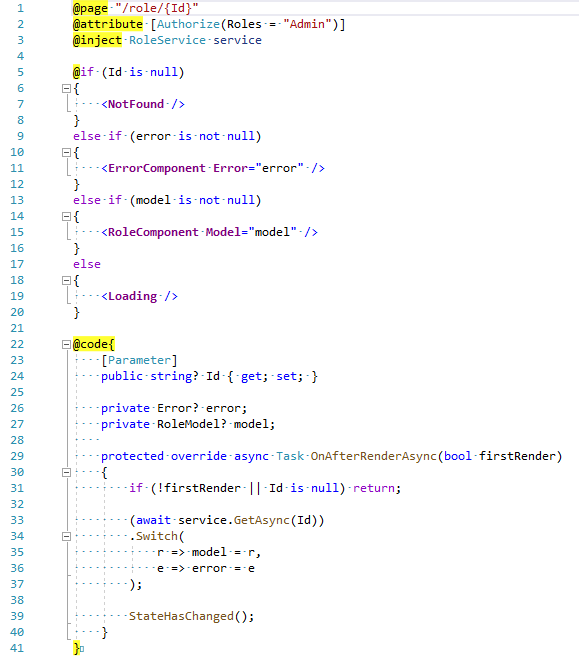 1 @page "/role/{Id}"
2 @attribute [Authorize(Roles = "Admin")]
3 @inject RoleService service
4
5 @if (Id is null)
6 {
7     <NotFound />
8 }
9 else if (error is not null)
10 {
11     <ErrorComponent Error="error" />
12 }
13 else if (model is not null)
14 {
15     <RoleComponent Model="model" />
16 }
17 else
18 {
19     <Loading />
20 }
21
22 @code{
23     [Parameter]
24     public string? Id { get; set; }
25
26     private Error? error;
27     private RoleModel? model;
28
29     protected override async Task OnAfterRenderAsync(bool firstRender)
30     {
31         if (!firstRender || Id is null) return;
32
33         (await service.GetAsync(Id))
34         .Switch(
35             r => model = r,
36             e => error = e
37         );
38
39         StateHasChanged();
40     }
41 }